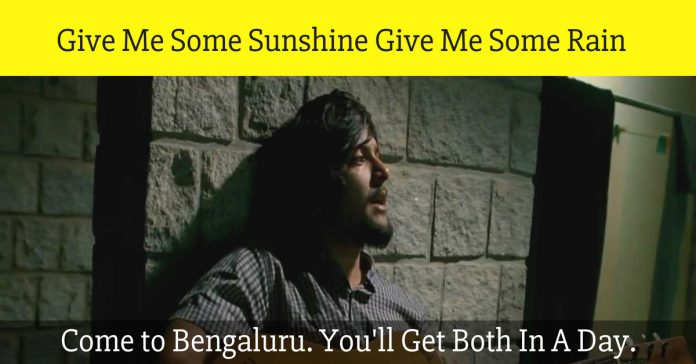 Give Me Some Sunshine Give Me Some Rain
Come to Bengaluru. You'll Get Both In A Day.